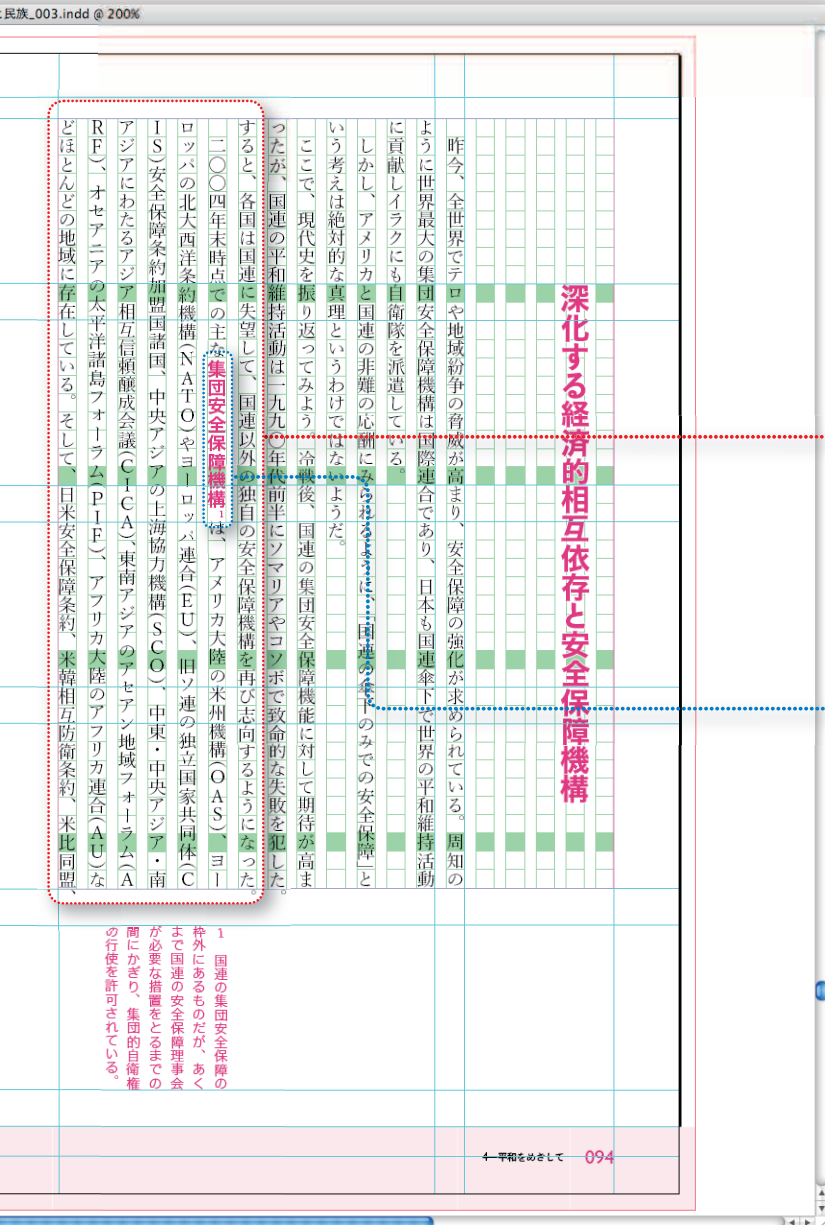 :民族_003.indd @ 200%
深化する経済的相互依存と安全保障機構
昨今、全世界でテロや地域紛争の脅威が高まり、安全保障の強化が求められている。周知の
ように世界最大の集団安全保障機構は国際連合であり、日本も国連傘下で世界の平和維持活動
に貢献しイラクにも自衛隊を派遣している。
しかし、アメリカと国連の非難の応酬にみられるように、「国連の傘下のみでの安全保障」と
いう考えは絶対的な真理というわけではないようだ。
ここで、現代史を振り返ってみよう。冷戦後、国連の集団安全保障機能に対して期待が高ま
ったが、国連の平和維持活動は一九九〇年代前半にソマリアやコソボで致命的な失敗を犯した。
すると、各国は国連に失望して、国連以外の独自の安全保障機構を再び志向するようになった。
二〇〇四年末時点での主な集団安全保障機構1は、アメリカ大陸の米州機構(OAS)、ヨー
ロッパの北大西洋条約機構(NATO)やヨーロッパ連合(EU)、旧ソ連の独立国家共同体(C
IS)安全保障条約加盟国諸国、中央アジアの上海協力機構(SCO)、中東・中央アジア・南
アジアにわたるアジア相互信頼醸成会議(CICA)、東南アジアのアセアン地域フォーラム(A
RF)、オセアニアの太平洋諸島フォーラム(PIF)、アフリカ大陸のアフリカ連合(AU)な
どほとんどの地域に存在している。そして、日米安全保障条約、米韓相互防衛条約、米比同盟、
1 国連の集団安全保障の
枠外にあるものだが、あく
まで国連の安全保障理事会
が必要な措置をとるまでの
間にかぎり、集団的自衛権
の行使を許可されている。
4―平和をめざして 094